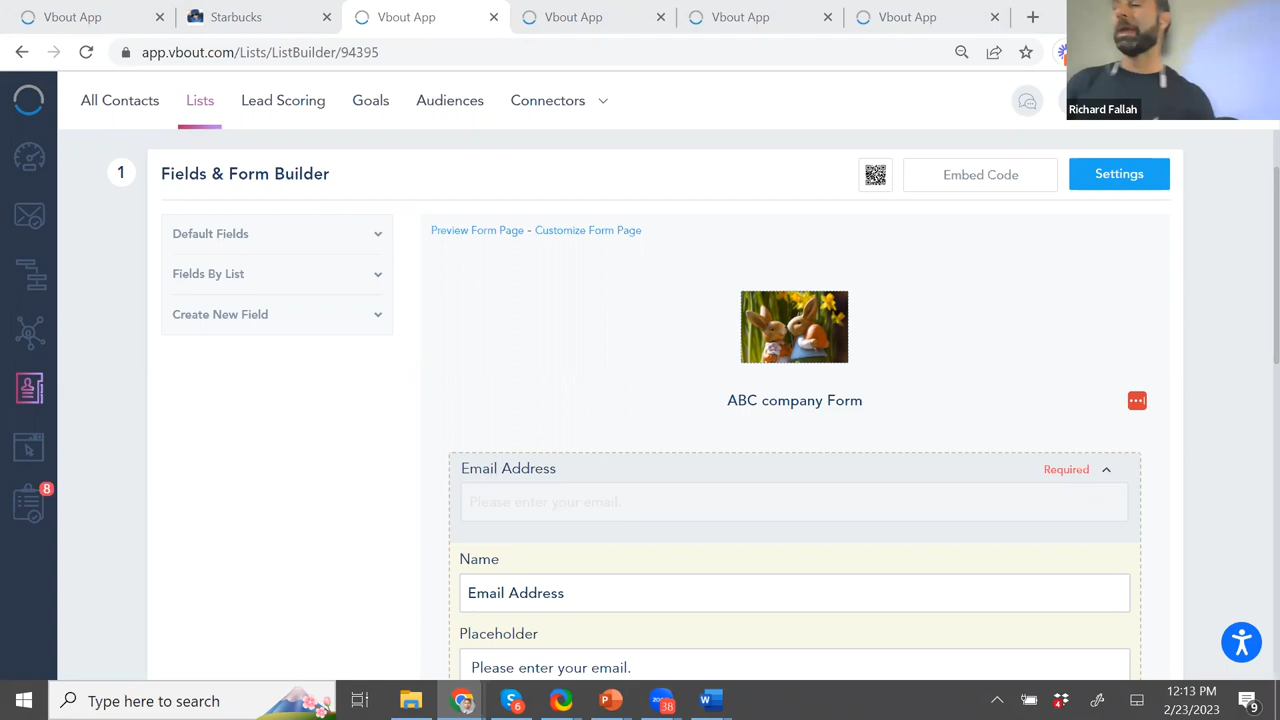 Vbout App
Starbucks
Vbout App
Vbout App
Vbout App
Vbout App
app.vbout.com/Lists/ListBuilder/94395
Richard Fallah
All Contacts
Lists
Lead Scoring
Goals
Audiences
Connectors
1
Fields & Form Builder
Embed Code
Settings
Default Fields
Fields By List
Create New Field
Preview Form Page - Customize Form Page
ABC company Form
Email Address
Required
Please enter your email.
Name
Email Address
Placeholder
Please enter your email.
8
Type here to search
6
38
4
12:13 PM
2/23/2023
9